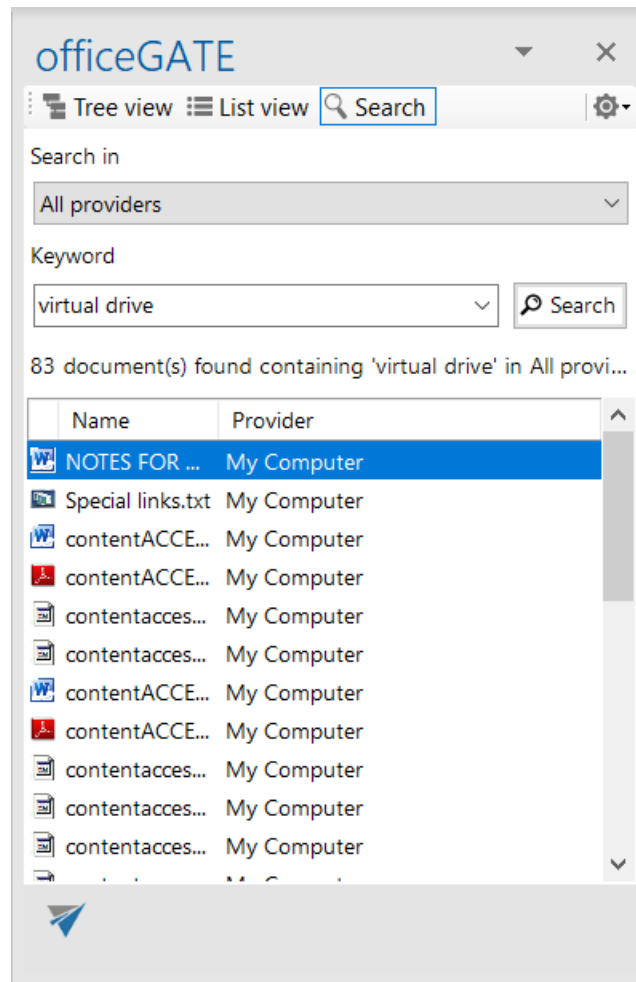 officeGATE
Tree view List view Search
Search in
All providers
Keyword
virtual drive Search
83 document(s) found containing 'virtual drive' in All provi...
Name Provider
NOTES FOR ... My Computer
Special links.txt My Computer
contentACCE... My Computer
contentACCE... My Computer
contentacces... My Computer
contentacces... My Computer
contentACCE... My Computer
contentACCE... My Computer
contentacces... My Computer
contentacces... My Computer
contentacces... My Computer